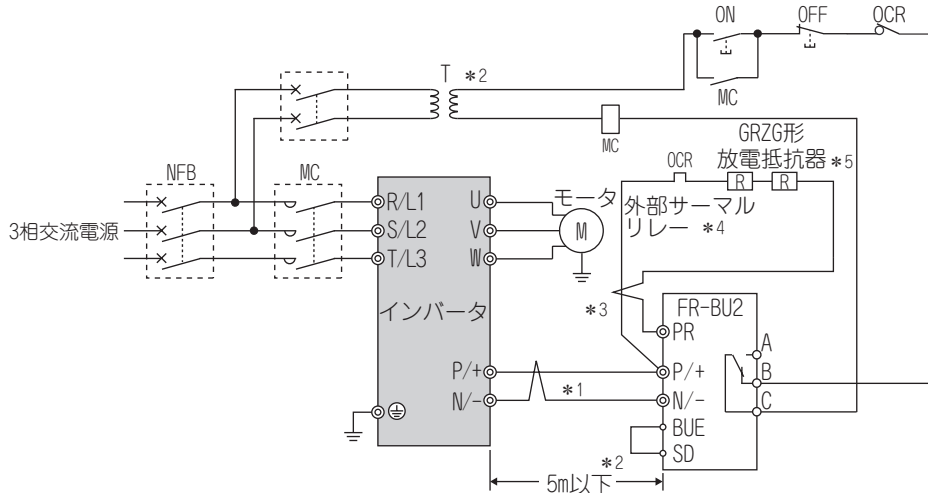 ON
OFF
OCR
T *2
MC
MC
GRZG形
放電抵抗器*5
OCR
R
R
外部サーマル
リレー *4
NFB
MC
3相交流電源
R/L1
S/L2
T/L3
U
V
W
モータ
M
インバータ
*3
FR-BU2
PR
A
B
C
P/+
N/-
*1
P/+
N/-
BUE
SD
*2
5m以下